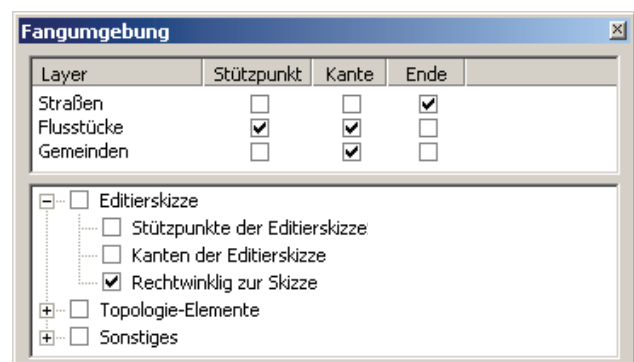 Fangumgebung
Layer Stützpunkt Kante Ende
Straßen
Flusstücke
Gemeinden
Editierskizze
Stützpunkte der Editierskizze
Kanten der Editierskizze
Rechtwinklig zur Skizze
Topologie-Elemente
Sonstiges